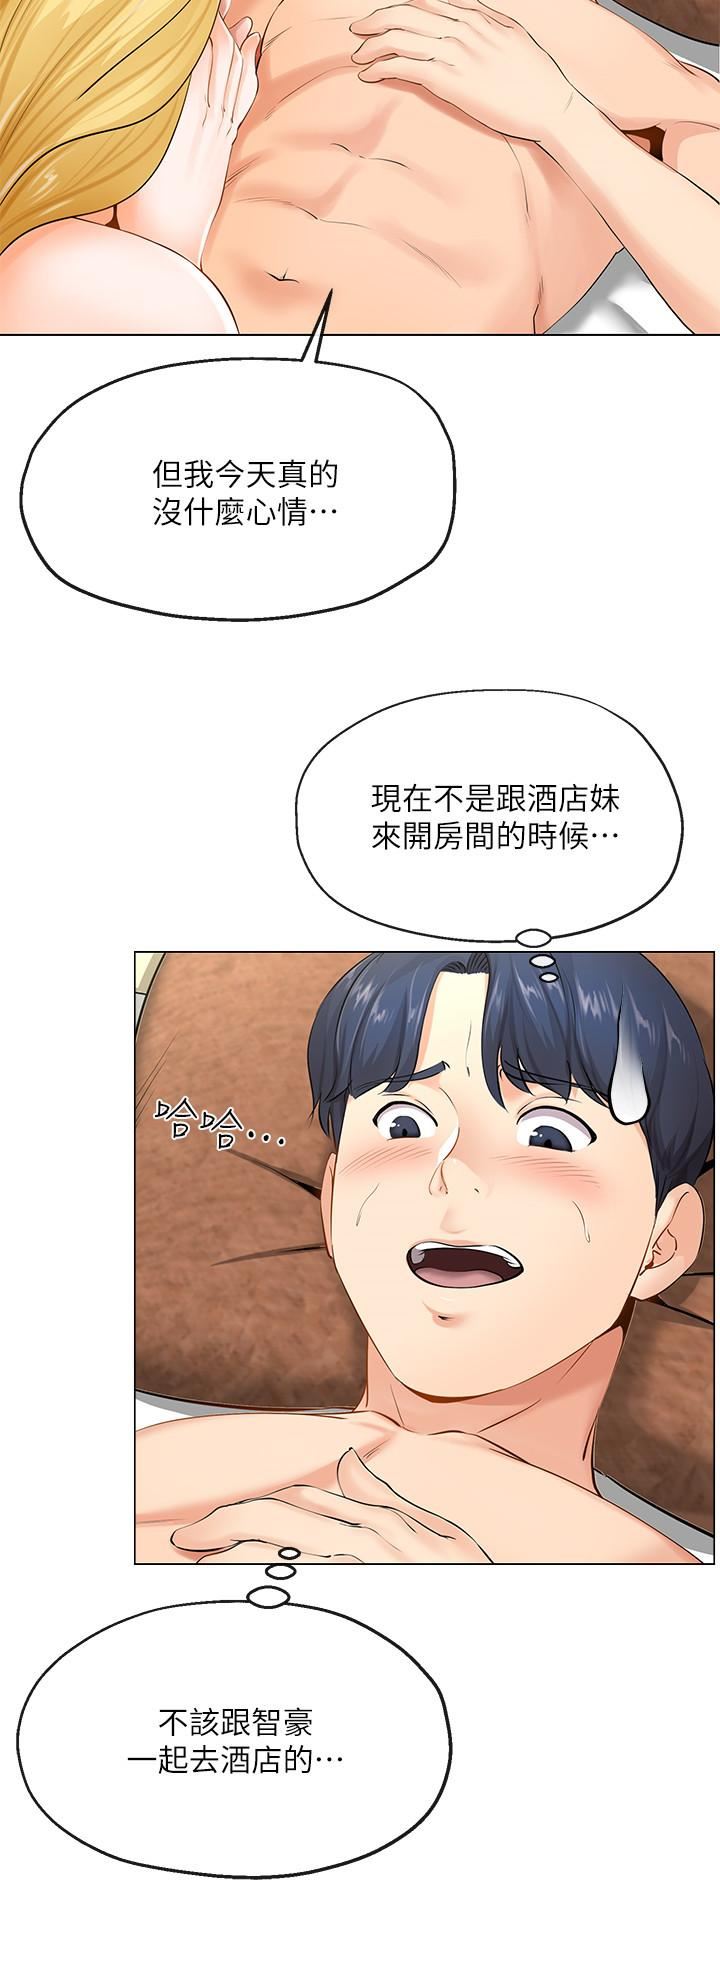 但我今天真的
沒什麼心情⋯
現在不是跟酒店妹
來開房間的時候⋯
哈哈⋯
不該跟智豪
一起去酒店的⋯